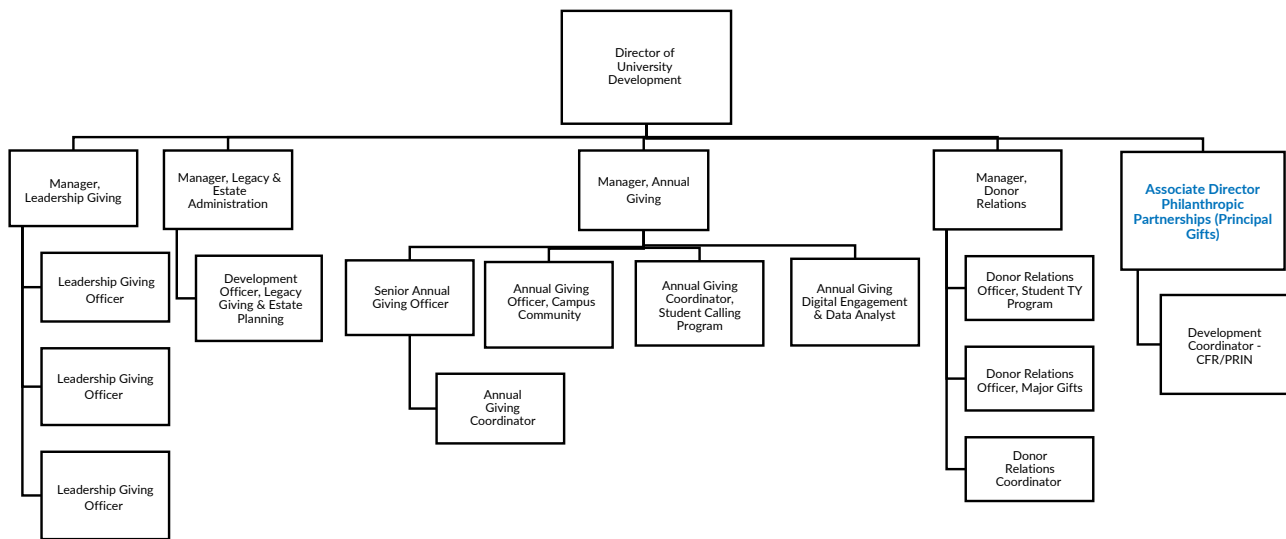 Director of
University
Development
Manager,
Leadership Giving
Manager, Legacy &
Estate
Administration
Manager, Annual
Giving
Manager,
Donor
Relations
Associate Director
Philanthropic
Partnerships (Principal
Gifts)
Leadership Giving
Officer
Development
Officer, Legacy
Giving & Estate
Planning
Senior Annual
Giving Officer
Annual Giving
Officer, Campus
Community
Annual Giving
Coordinator,
Student Calling
Program
Annual Giving
Digital Engagement
& Data Analyst
Donor Relations
Officer, Student TY
Program
Development
Coordinator -
CFR/PRIN
Leadership Giving
Officer
Annual
Giving
Coordinator
Donor Relations
Officer, Major Gifts
Leadership Giving
Officer
Donor
Relations
Coordinator